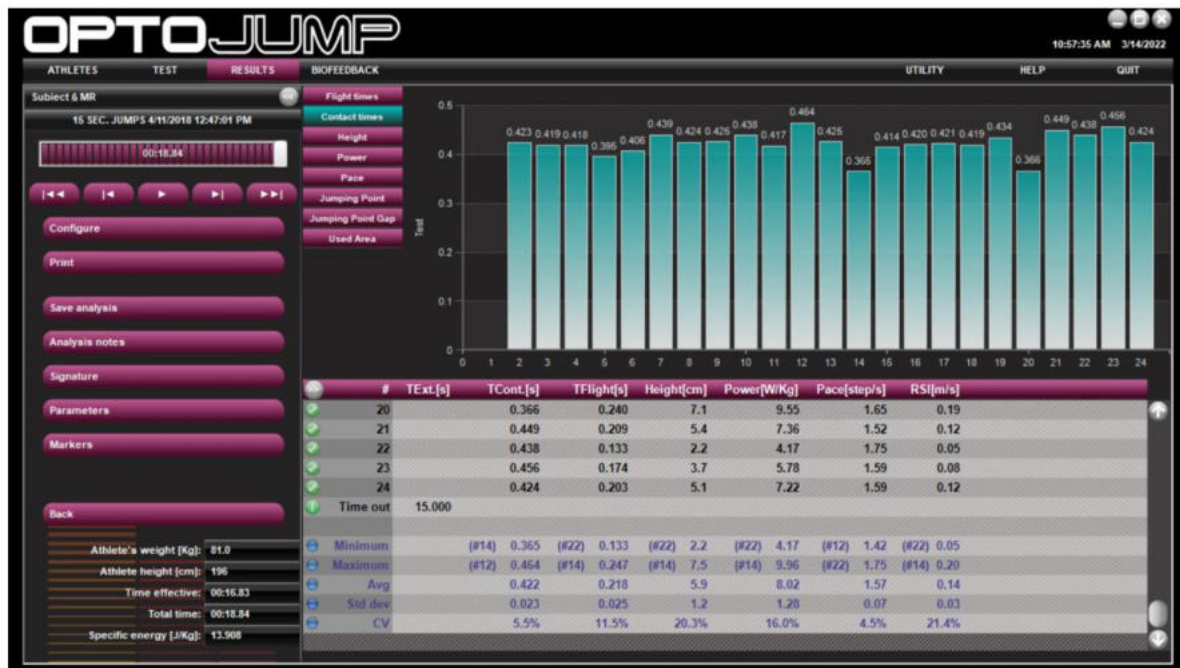 OPTOJUMP
10:57:35 AM 3/14/2022
ATHLETES TEST RESULTS BIOFEEDBACK UTILITY HELP QUIT
Subiect 6 MR
15 SEC. JUMPS 4/11/2018 12:47:01 PM
00:18.84
Configure
Print
Save analysis
Analysis notes
Signature
Parameters
Markers
Back
Athlete's weight [Kg]: 81.0
Athlete height [cm]: 196
Time effective: 00:16.83
Total time: 00:18.84
Specific energy [J/Kg]: 13.908
Flight times
Contact times
Height
Power
Pace
Jumping Point
Jumping Point Gap
Used Area
Test
0.5
0.4
0.3
0.2
0.1
0
0.423 0.419 0.418 0.395 0.406 0.439 0.424 0.425 0.438 0.417 0.464 0.425 0.365 0.414 0.420 0.421 0.419 0.434 0.366 0.449 0.438 0.456 0.424
0 1 2 3 4 5 6 7 8 9 10 11 12 13 14 15 16 17 18 19 20 21 22 23 24
# TExt.[s] TCont.[s] TFlight[s] Height[cm] Power[W/Kg] Pace[step/s] RSI[m/s]
20 0.366 0.240 7.1 9.55 1.65 0.19
21 0.449 0.209 5.4 7.36 1.52 0.12
22 0.438 0.133 2.2 4.17 1.75 0.05
23 0.456 0.174 3.7 5.78 1.59 0.08
24 0.424 0.203 5.1 7.22 1.59 0.12
Time out 15.000
Minimum (#14) 0.365 (#22) 0.133 (#22) 2.2 (#22) 4.17 (#12) 1.42 (#22) 0.05
Maximum (#12) 0.464 (#14) 0.247 (#14) 7.5 (#14) 9.96 (#22) 1.75 (#14) 0.20
Avg 0.422 0.218 5.9 8.02 1.57 0.14
Std dev 0.023 0.025 1.2 1.28 0.07 0.03
CV 5.5% 11.5% 20.3% 16.0% 4.5% 21.4%